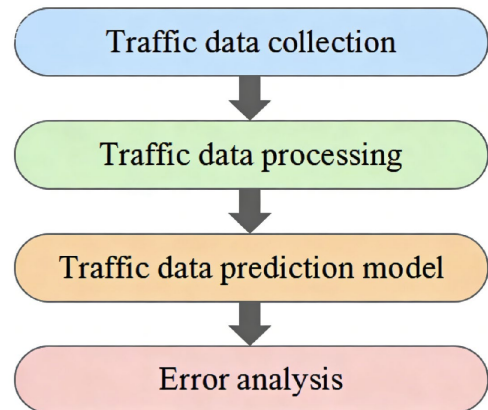 Traffic data collection
Traffic data processing
Traffic data prediction model
Error analysis